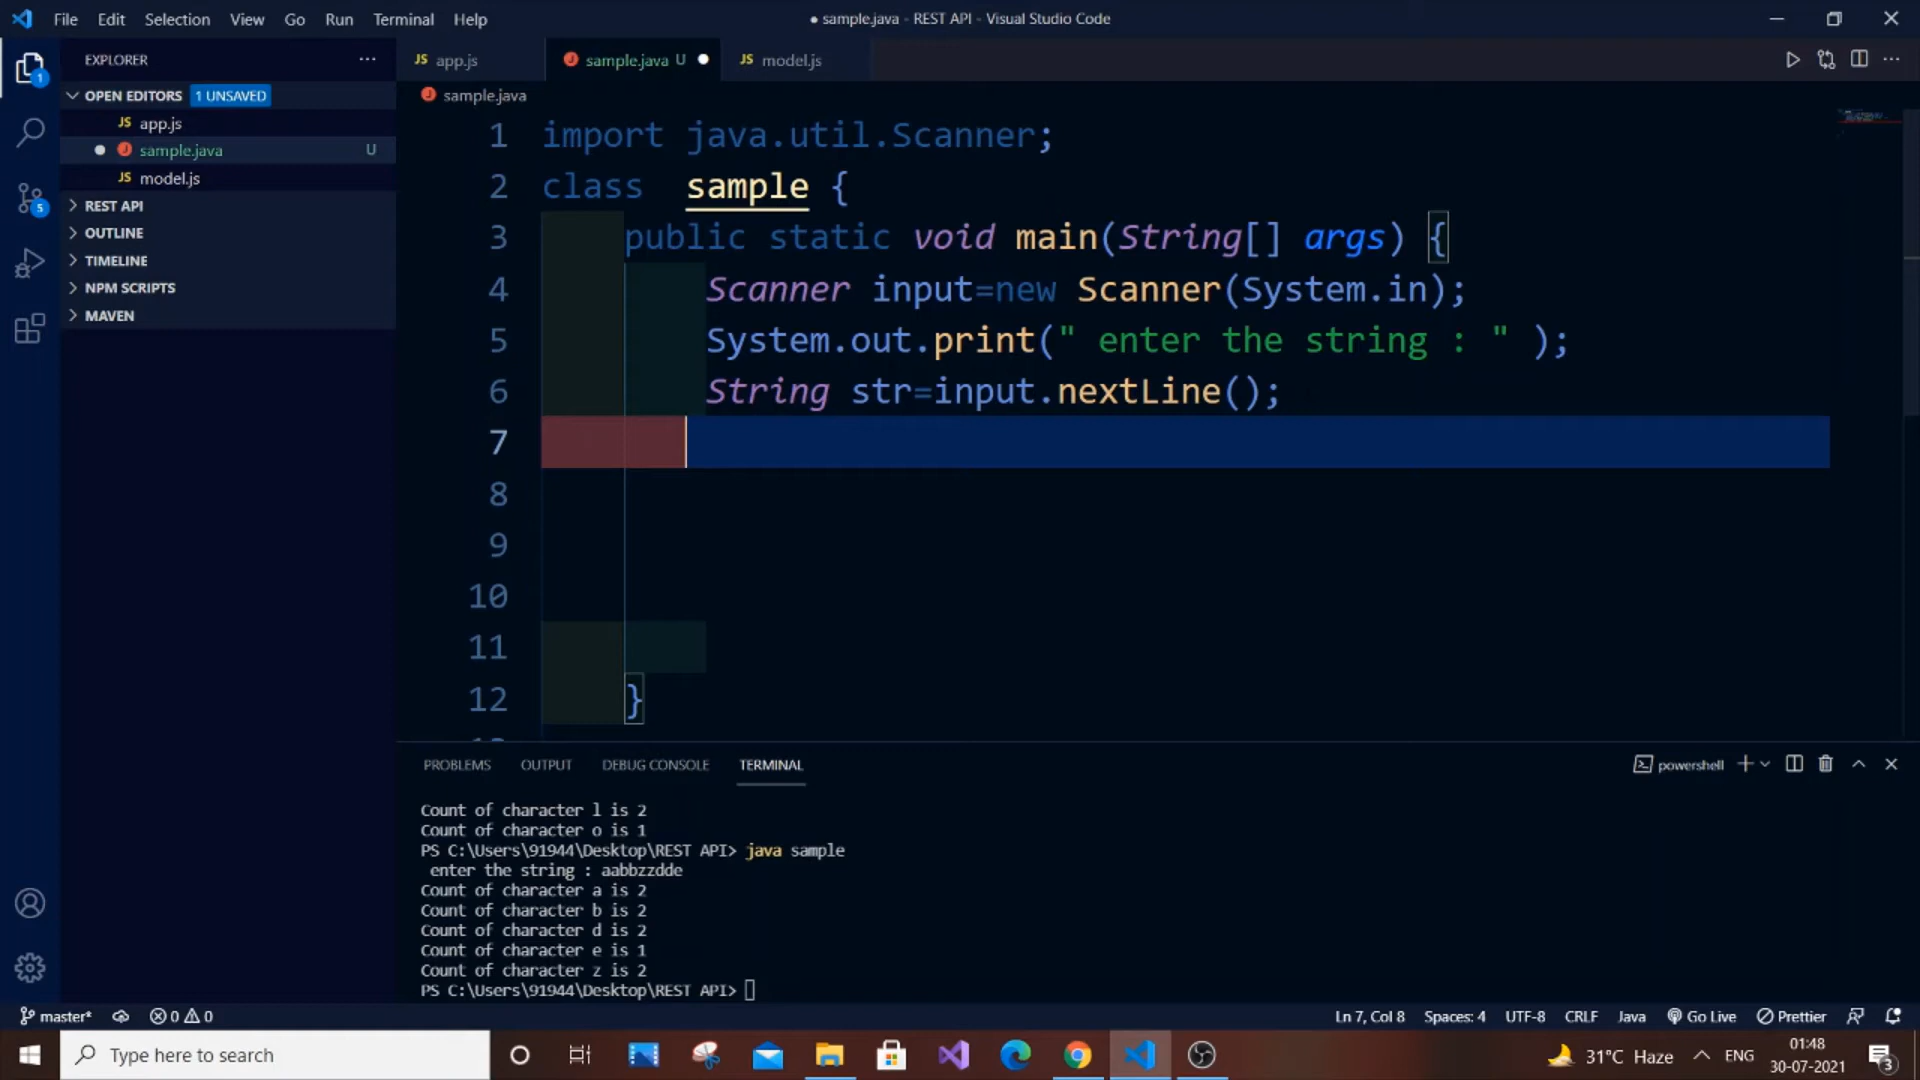 File Edit Selection View Go Run Terminal Help
● sample.java - REST API - Visual Studio Code
EXPLORER
OPEN EDITORS 1 UNSAVED
JS app.js
sample.java U
JS model.js
REST API
OUTLINE
TIMELINE
NPM SCRIPTS
MAVEN
1
5
JS app.js
sample.java U
JS model.js
sample.java
1 import java.util.Scanner;
2 class  sample {
3 public static void main(String[] args) {
4 Scanner input=new Scanner(System.in);
5 System.out.print(" enter the string : " );
6 String str=input.nextLine();
7
8
9
10
11
12 }
PROBLEMS OUTPUT DEBUG CONSOLE TERMINAL
powershell
Count of character l is 2
Count of character o is 1
PS C:\Users\91944\Desktop\REST API> java sample
 enter the string : aabbzzdde
Count of character a is 2
Count of character b is 2
Count of character d is 2
Count of character e is 1
Count of character z is 2
PS C:\Users\91944\Desktop\REST API>
master* 0 0
Ln 7, Col 8 Spaces: 4 UTF-8 CRLF Java Go Live Prettier
Type here to search
31°C Haze ENG
01:48
30-07-2021
3